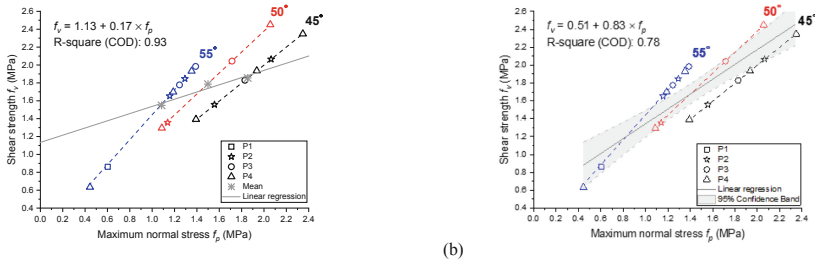 f_v = 1.13 + 0.17 × f_p
R-square (COD): 0.93
55°
50°
45°
Shear strength f_v (MPa)
2.6
2.4
2.2
2.0
1.8
1.6
1.4
1.2
1.0
0.8
0.6
0.4
P1
P2
P3
P4
Mean
Linear regression
0.0 0.2 0.4 0.6 0.8 1.0 1.2 1.4 1.6 1.8 2.0 2.2 2.4
Maximum normal stress f_p (MPa)
(b)
f_v = 0.51 + 0.83 × f_p
R-square (COD): 0.78
55°
50°
45°
Shear strength f_v (MPa)
2.6
2.4
2.2
2.0
1.8
1.6
1.4
1.2
1.0
0.8
0.6
0.4
P1
P2
P3
P4
Linear regression
95% Confidence Band
0.0 0.2 0.4 0.6 0.8 1.0 1.2 1.4 1.6 1.8 2.0 2.2 2.4
Maximum normal stress f_p (MPa)